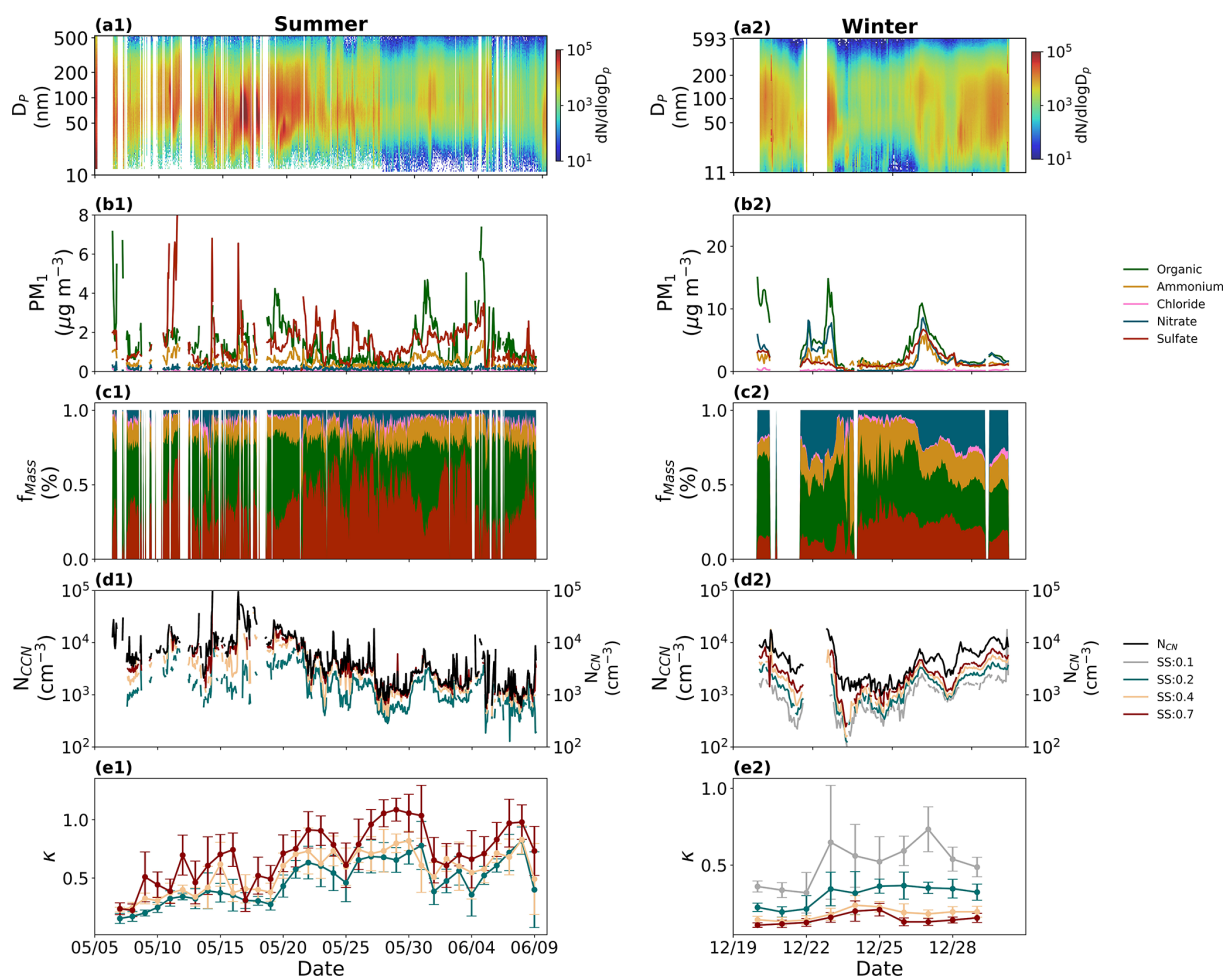 Summer
Winter
(a1)
500
200
100
50
10
D_P
(nm)
10^5
10^3
10^1
dN/dlogD_p
(a2)
593
200
100
50
11
D_P
(nm)
10^5
10^3
10^1
dN/dlogD_p
(b1)
8
6
4
2
0
PM_1
(μg m^−3)
(b2)
20
10
0
PM_1
(μg m^−3)
Organic
Ammonium
Chloride
Nitrate
Sulfate
(c1)
1.0
0.5
0.0
f_Mass
(%)
(c2)
1.0
0.5
0.0
f_Mass
(%)
(d1)
10^5
10^4
10^3
10^2
N_CCN
(cm^−3)
10^5
10^4
10^3
10^2
N_CN
(cm^−3)
(d2)
10^5
10^4
10^3
10^2
N_CCN
(cm^−3)
10^5
10^4
10^3
10^2
N_CN
(cm^−3)
N_CN
SS:0.1
SS:0.2
SS:0.4
SS:0.7
(e1)
1.0
0.5
κ
05/05 05/10 05/15 05/20 05/25 05/30 06/04 06/09
Date
(e2)
1.0
0.5
κ
12/19 12/22 12/25 12/28
Date